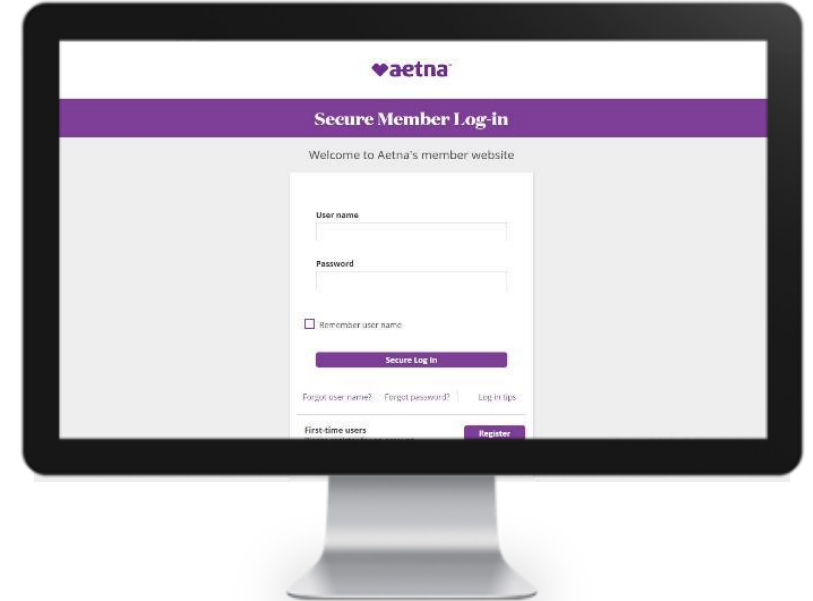 aetna™
Secure Member Log-in
Welcome to Aetna's member website
User name
Password
Remember user name
Secure Log In
Forgot user name? Forgot password? Log in tips
First-time users
Register